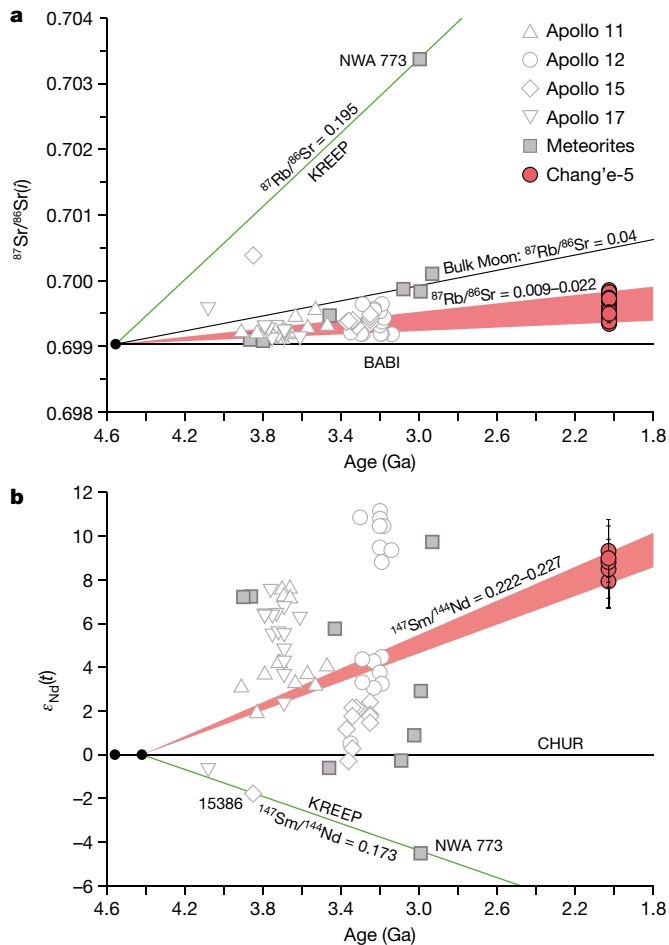 a
0.704
0.703
0.702
0.701
0.700
0.699
0.698
⁸⁷Sr/⁸⁶Sr(i)
NWA 773
⁸⁷Rb/⁸⁶Sr = 0.195
KREEP
Apollo 11
Apollo 12
Apollo 15
Apollo 17
Meteorites
Chang'e-5
Bulk Moon: ⁸⁷Rb/⁸⁶Sr = 0.04
⁸⁷Rb/⁸⁶Sr = 0.009–0.022
BABI
4.6 4.2 3.8 3.4 3.0 2.6 2.2 1.8
Age (Ga)
b
12
10
8
6
4
2
0
−2
−4
−6
εNd(t)
¹⁴⁷Sm/¹⁴⁴Nd = 0.222–0.227
CHUR
15386
KREEP
¹⁴⁷Sm/¹⁴⁴Nd = 0.173
NWA 773
4.6 4.2 3.8 3.4 3.0 2.6 2.2 1.8
Age (Ga)